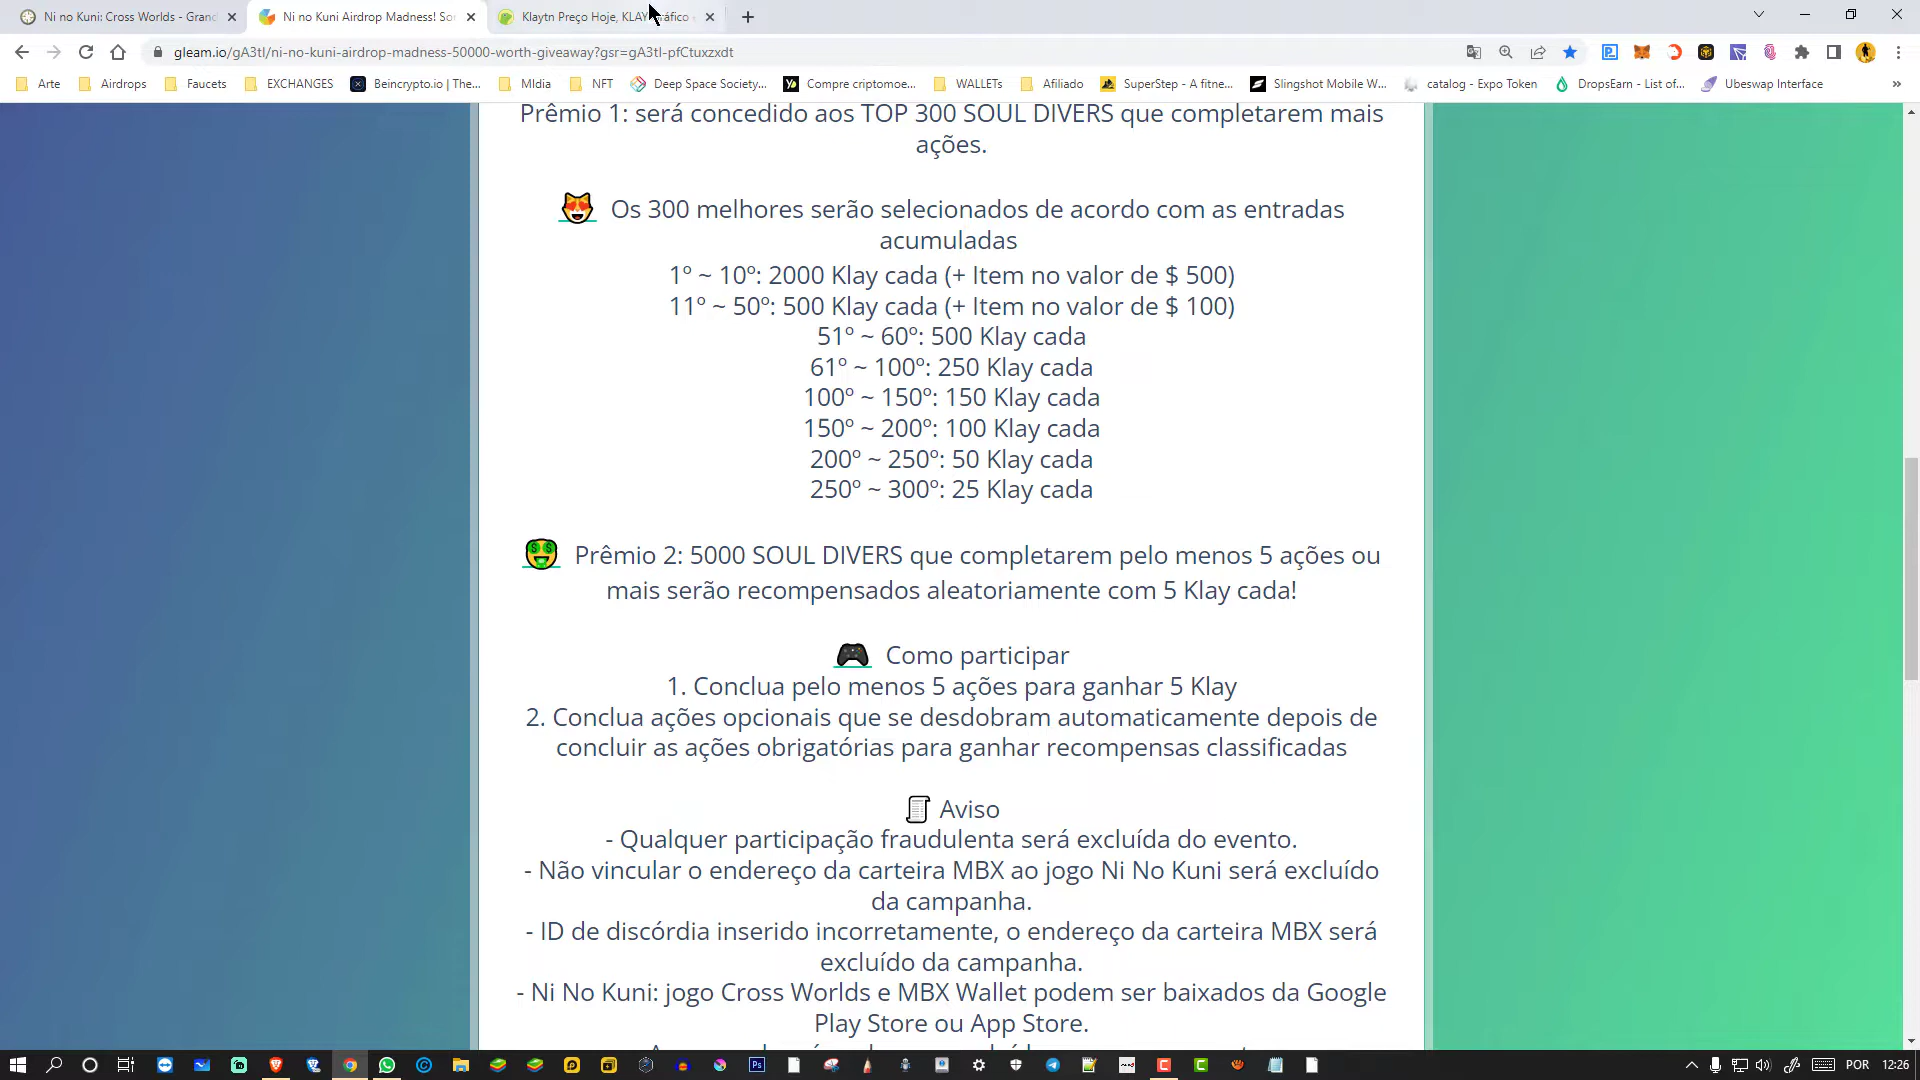 Ni no Kuni: Cross Worlds - Gran
Ni no Kuni Airdrop Madness! So
Klaytn Preço Hoje, KLAY gráfico
gleam.io/gA3tl/ni-no-kuni-airdrop-madness-50000-worth-giveaway?gsr=gA3tl-pfCtuxzxdt
Arte Airdrops Faucets EXCHANGES Beincrypto.io | The... MIdia NFT Deep Space Society... Compre criptomoe... WALLETs Afiliado SuperStep - A fitne... Slingshot Mobile W... catalog - Expo Token DropsEarn - List of... Ubeswap Interface »
Prêmio 1: será concedido aos TOP 300 SOUL DIVERS que completarem mais
ações.
Os 300 melhores serão selecionados de acordo com as entradas
acumuladas
1º ~ 10º: 2000 Klay cada (+ Item no valor de $ 500)
11º ~ 50º: 500 Klay cada (+ Item no valor de $ 100)
51º ~ 60º: 500 Klay cada
61º ~ 100º: 250 Klay cada
100º ~ 150º: 150 Klay cada
150º ~ 200º: 100 Klay cada
200º ~ 250º: 50 Klay cada
250º ~ 300º: 25 Klay cada
Prêmio 2: 5000 SOUL DIVERS que completarem pelo menos 5 ações ou
mais serão recompensados aleatoriamente com 5 Klay cada!
Como participar
1. Conclua pelo menos 5 ações para ganhar 5 Klay
2. Conclua ações opcionais que se desdobram automaticamente depois de
concluir as ações obrigatórias para ganhar recompensas classificadas
Aviso
- Qualquer participação fraudulenta será excluída do evento.
- Não vincular o endereço da carteira MBX ao jogo Ni No Kuni será excluído
da campanha.
- ID de discórdia inserido incorretamente, o endereço da carteira MBX será
excluído da campanha.
- Ni No Kuni: jogo Cross Worlds e MBX Wallet podem ser baixados da Google
Play Store ou App Store.
POR 12:26